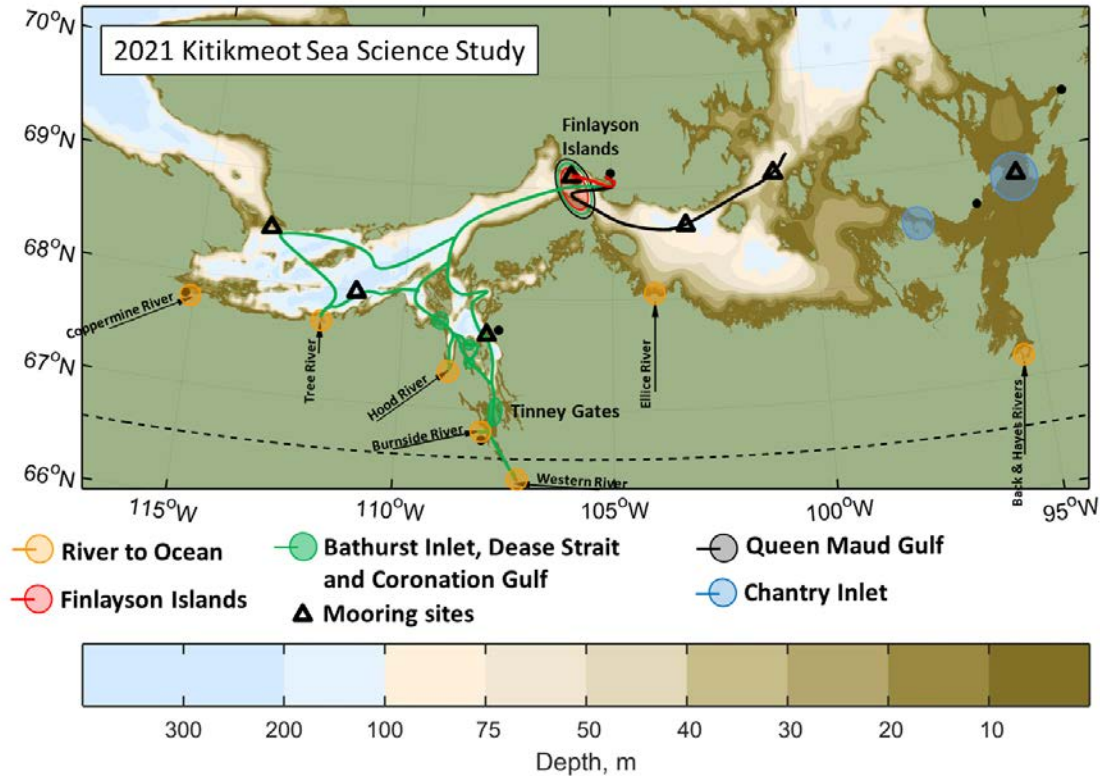 2021 Kitikmeot Sea Science Study
70°N
69°N
68°N
67°N
66°N
Finlayson
Islands
Coppermine River
Tree River
Hood River
Burnside River
Tinney Gates
Western River
Ellice River
Back & Hayes Rivers
115°W
110°W
105°W
100°W
95°W
River to Ocean
Bathurst Inlet, Dease Strait
and Coronation Gulf
Queen Maud Gulf
Finlayson Islands
Mooring sites
Chantry Inlet
300
200
100
75
50
40
30
20
10
Depth, m